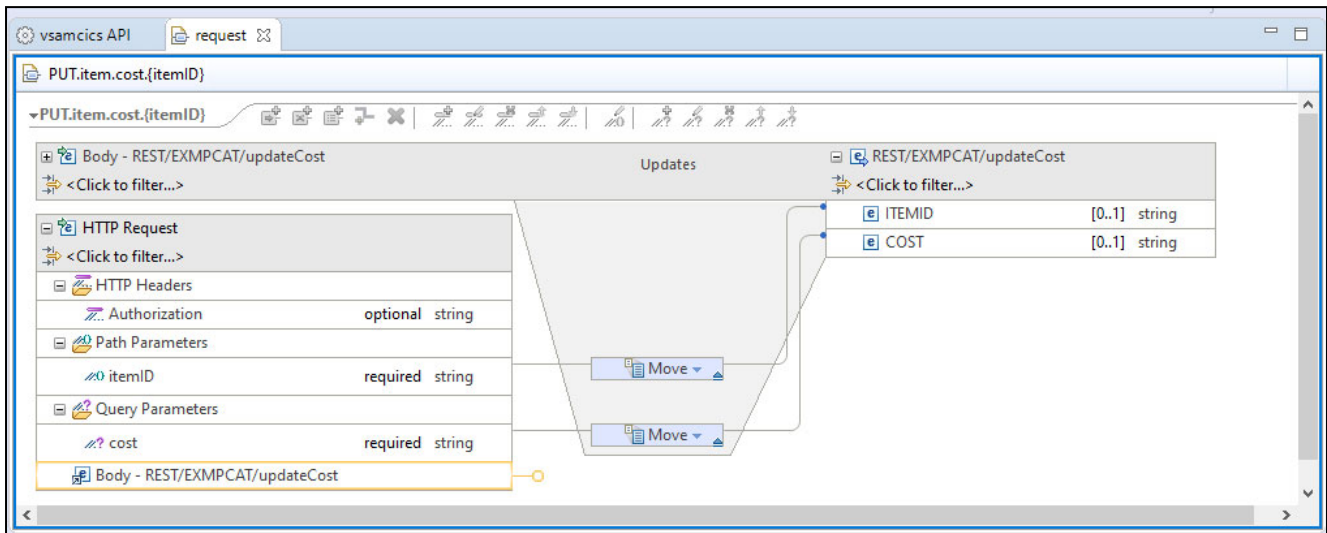 vsamcics API request
PUT.item.cost.{itemID}
PUT.item.cost.{itemID}
Body - REST/EXMPCAT/updateCost Updates REST/EXMPCAT/updateCost
<Click to filter...> <Click to filter...>
ITEMID [0..1] string
HTTP Request
COST [0..1] string
<Click to filter...>
HTTP Headers
Authorization optional string
Path Parameters
itemID required string Move
Query Parameters
cost required string Move
Body - REST/EXMPCAT/updateCost